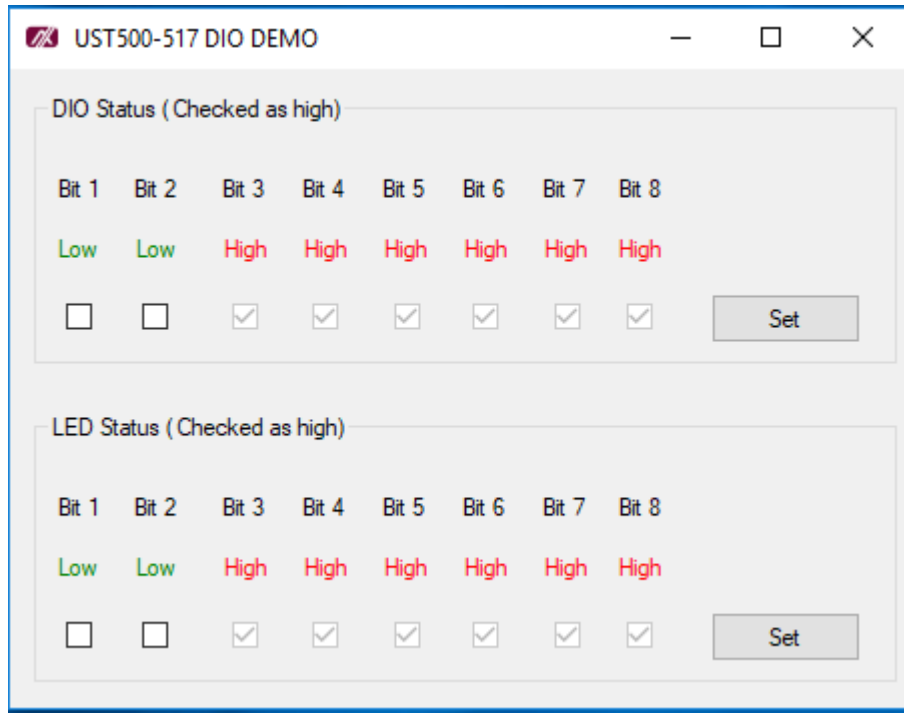 UST500-517 DIO DEMO
DIO Status ( Checked as high)
Bit 1 Bit 2 Bit 3 Bit 4 Bit 5 Bit 6 Bit 7 Bit 8
Low Low High High High High High High
Set
LED Status ( Checked as high)
Bit 1 Bit 2 Bit 3 Bit 4 Bit 5 Bit 6 Bit 7 Bit 8
Low Low High High High High High High
Set